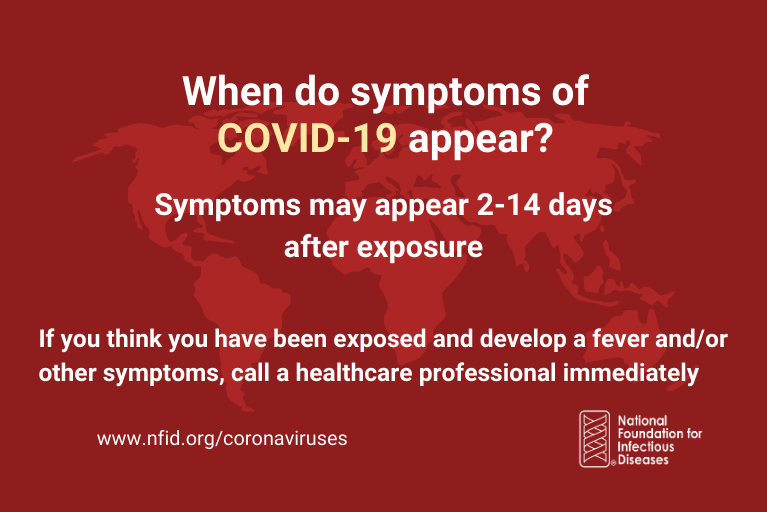 When do symptoms of
COVID-19 appear?
Symptoms may appear 2-14 days
after exposure
If you think you have been exposed and develop a fever and/or
other symptoms, call a healthcare professional immediately
www.nfid.org/coronaviruses
National
Foundation for
Infectious
®Diseases